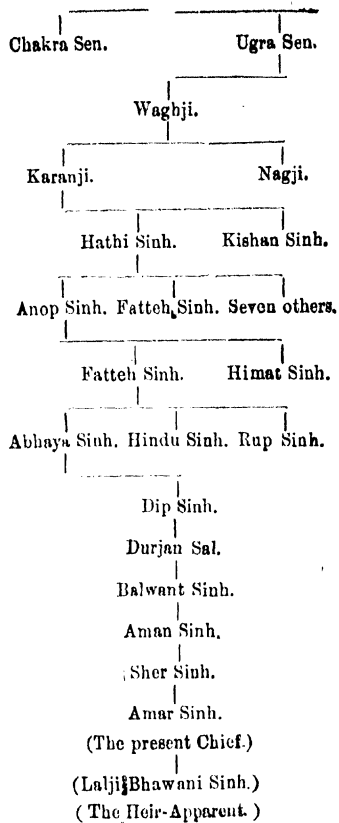 Chakra Sen. Ugra Sen.
Waghji.
Karanji. Nagji.
Hathi Sinh. Kishan Sinh.
Anop Sinh. Fatteh Sinh. Seven others.
Fatteh Sinh. Himat Sinh.
Abhaya Sinh. Hindu Sinh. Rup Sinh.
Dip Sinh.
Durjan Sal.
Balwant Sinh.
Aman Sinh.
Sher Sinh.
Amar Sinh.
(The present Chief.)
(Lalji Bhawani Sinh.)
(The Heir-Apparent.)